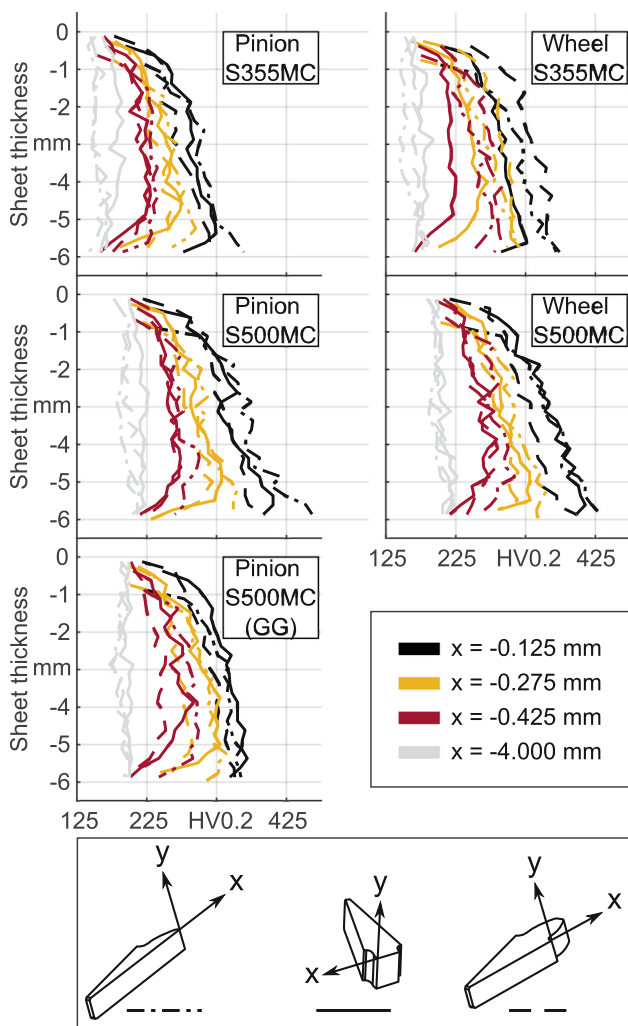 0
-1
-2
mm
-4
-5
-6
Sheet thickness
Pinion
S355MC
Wheel
S355MC
0
-1
-2
mm
-4
-5
-6
Sheet thickness
Pinion
S500MC
Wheel
S500MC
125 225 HV0.2 425
0
-1
-2
mm
-4
-5
-6
Sheet thickness
Pinion
S500MC
(GG)
125 225 HV0.2 425
x = -0.125 mm
x = -0.275 mm
x = -0.425 mm
x = -4.000 mm
y
x
y
x
y
x